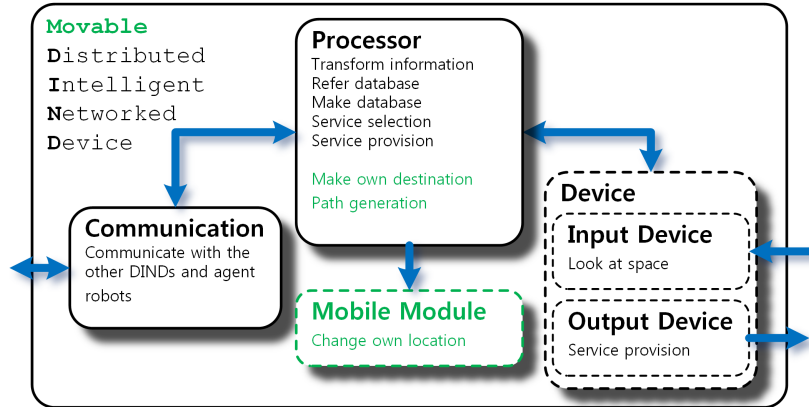 Movable
Distributed
Intelligent
Networked
Device
Processor
Transform information
Refer database
Make database
Service selection
Service provision
Make own destination
Path generation
Communication
Communicate with the
other DINDs and agent
robots
Mobile Module
Change own location
Device
Input Device
Look at space
Output Device
Service provision